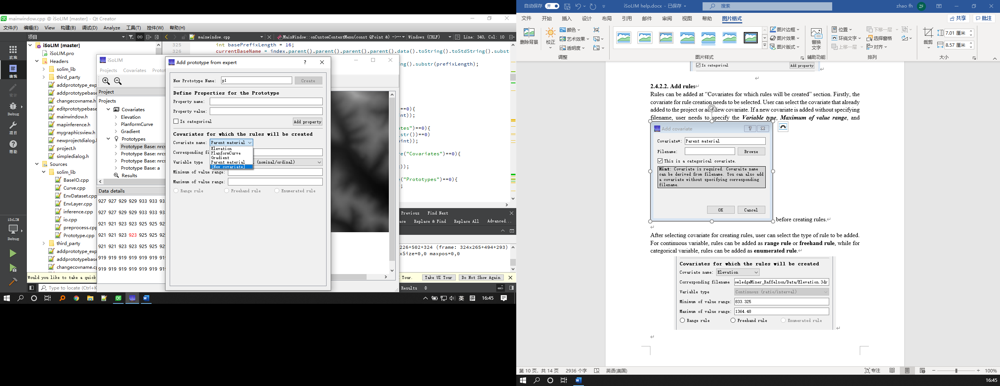 mainwindow.cpp @ iSoLIM [master] - Qt Creator
文件(F) 编辑(E) View 构建(B) 调试(D) Analyze 工具(T) 控件(W) 帮助(H)
项目
mainwindow.cpp
MainWindow::onCustomContextMenu(const QPoint &) ->··· Windows (CRLF) Line: 340, Col: 10
欢迎
编辑
设计
Debug
项目
帮助
iSoLIM
Debug
iSoLIM [master]
iSoLIM.pro
Headers
solim_lib
third_party
addprototype_exp
addprototypebase
changecovname.h
editprototypebase
mainwindow.h
mapinference.h
mygraphicsview.h
newprojectdialog.
project.h
simpledialog.h
Sources
solim_lib
BaseIO.cpp
Curve.cpp
EnvDataset.cpp
EnvLayer.cpp
inference.cpp
io.cpp
preprocess.cpp
Prototype.cpp
third_party
addprototype_exp
addprototypebase
changecovname.cp
325 int basePrefixLength = 16;
326 currentBaseName = index.parent().parent().parent().parent().data().toString().toStdString().subst
ng().substr(prefixLength);
==0){
nt));
tes")==0){
_str())==0)
oint));
re("Covariates")==0){
t));
e("Prototypes")==0){
;
Previous Find Next
ace Replace & Find Replace All Advanced...
226+502+324 (frame: 324x265+494+293)
xSize=0,0 maxpos=0,0
Would you like to take a quick
Tour. Take UI Tour Do Not Show Again
Type to locate (Ctrl+K
Results
iSoLIM
Projects Covariates Protot
Project
Projects
Covariates
Elevation
PlanformCurve
Gradient
Prototypes
Prototype Base: nrcs
Prototype Base: nrcs
Prototype Base: nrcs
Prototype Base: a
Results
Data details
927 927 929 929 933 933 93
927 927 929 929 933 933 93
921 921 923 923 925 925 92
921 921 923 923 925 925 92
921 921 923 923 925 925 92
919 919 919 919 919 919 91
919 919 919 919 919 919 91
Add prototype from expert ?
New Prototype Name: p1 Create
Define Properties for the Prototype
Property name:
Property value:
Is categorical Add property
Covariates for which the rules will be created
Covariate name: Parent material
Elevation
PlanformCurve
Gradient
Parent material
[New covariate]
Corresponding fi
Variable type (nominal/ordinal)
Minimum of value range:
Maximum of value range:
Range rule Freehand rule Enumerated rule
英 拼 16:45
自动保存 开 iSoLIM help.docx - 已保存 搜索 zhao fh ZF
文件 开始 插入 设计 布局 引用 邮件 审阅 视图 帮助 图片格式 共享 批注
删除背景 校正 颜色 艺术效果 透明度
调整
图片样式
图片边框
图片效果
图片版式
替换文字
辅助功能
位置 环绕文字 上移一层 下移一层 选择窗格 对齐
排列
裁剪 7.01 厘米
8.57 厘米
大小
Is categorical Add property
2.4.2.2. Add rules
Rules can be added at “Covariates for which rules will be created” section. Firstly, the
covariate for rule creation needs to be selected. User can select the covariate that already
added to the project or add new covariate. If a new covariate is added without specifying
filename, user needs to specify the Variable type, Maximum of value range, and
Add covariate ?
Covariate*: Parent material
Filename: Browse
This is a categorical covariate.
Hint: Covariate is required. Covaraite name
can be derived from filename. You can also add
a covariate without specifying corresponding
filename.
OK Cancel
before creating rules.
After selecting covariate for creating rules, user can select the type of rule to be added.
For continuous variable, rules can be added as range rule or freehand rule, while for
categorical variable, rules can be added as enumerated rule.
Covariates for which the rules will be created
Covariate name: Elevation
Corresponding filename owledgeMiner_Raffelson/Data/Elevation.3dr
Variable type Continuous (ratio/interval)
Minimum of value range: 833.325
Maximum of value range: 1364.48
Range rule Freehand rule Enumerated rule
第 10 页，共 14 页 2936 个字 英语(美国) 专注 100%
16:45